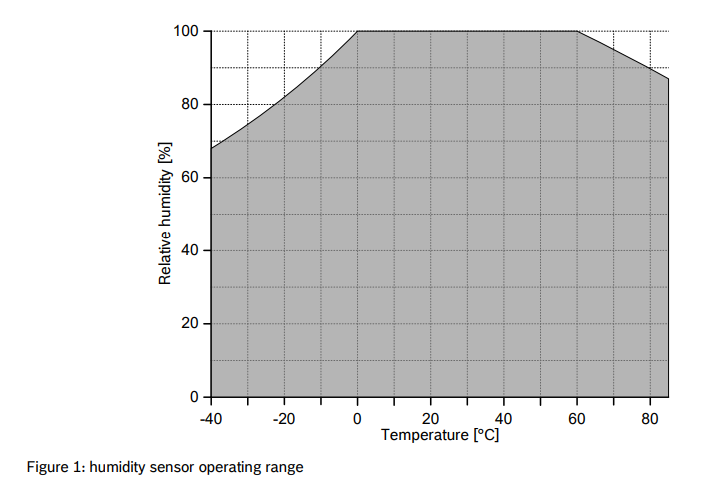 100
80
60
40
20
0
Relative humidity [%]
-40 -20 0 20 40 60 80
Temperature [°C]
Figure 1: humidity sensor operating range